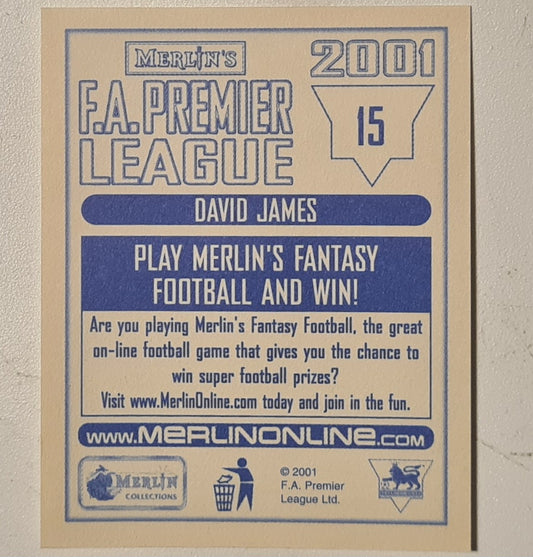 MERLIN'S
2001
F.A. PREMIER
LEAGUE
15
DAVID JAMES
PLAY MERLIN'S FANTASY
FOOTBALL AND WIN!
Are you playing Merlin's Fantasy Football, the great
on-line football game that gives you the chance to
win super football prizes?
Visit www.MerlinOnline.com today and join in the fun.
www.MERLINONLINE.com
MERLIN
COLLECTIONS
© 2001
F.A. Premier
League Ltd.